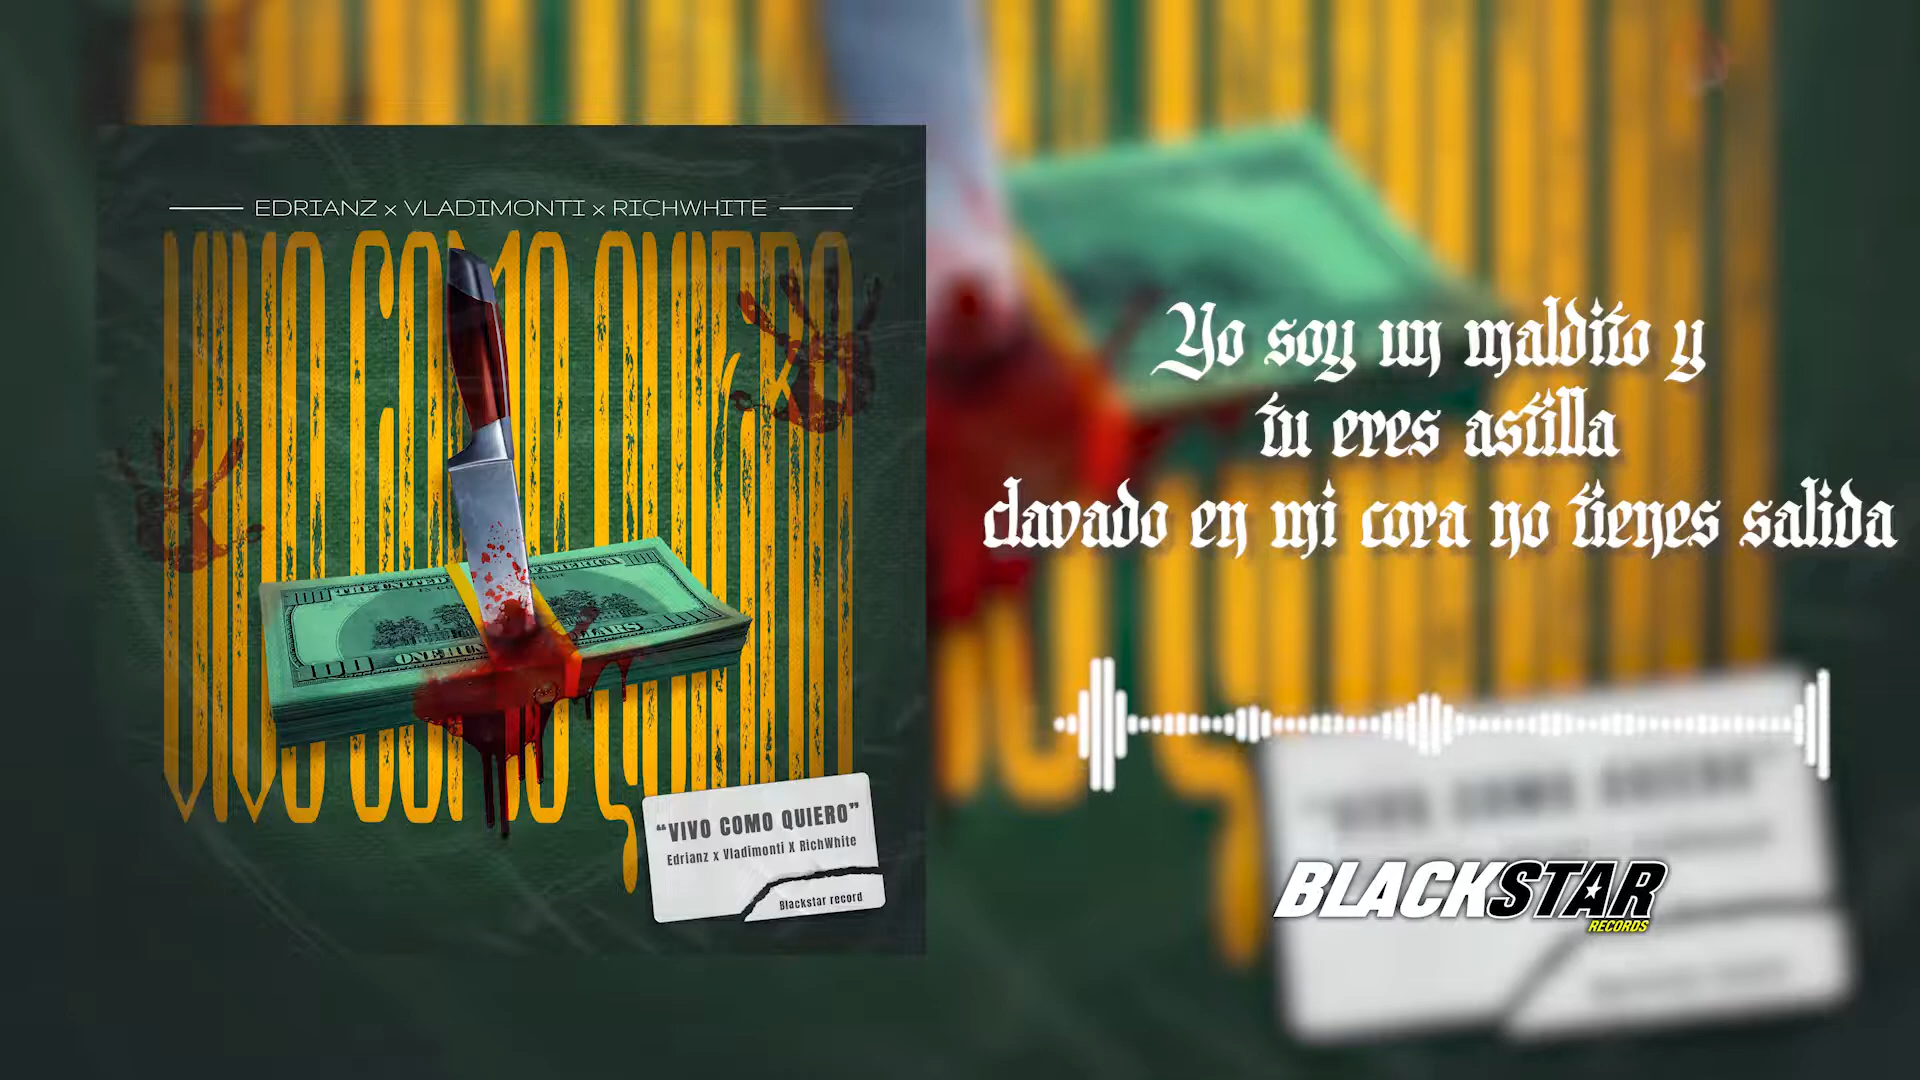 EDRIANZ x VLADIMONTI x RICHWHITE
VIVO COMO QUIERO
“VIVO COMO QUIERO”
Edrianz x Vladimonti X RichWhite
Blackstar record
Yo soy un maldito y
tu eres astilla
clavado en mi cora no tienes salida
BLACKSTAR
RECORDS